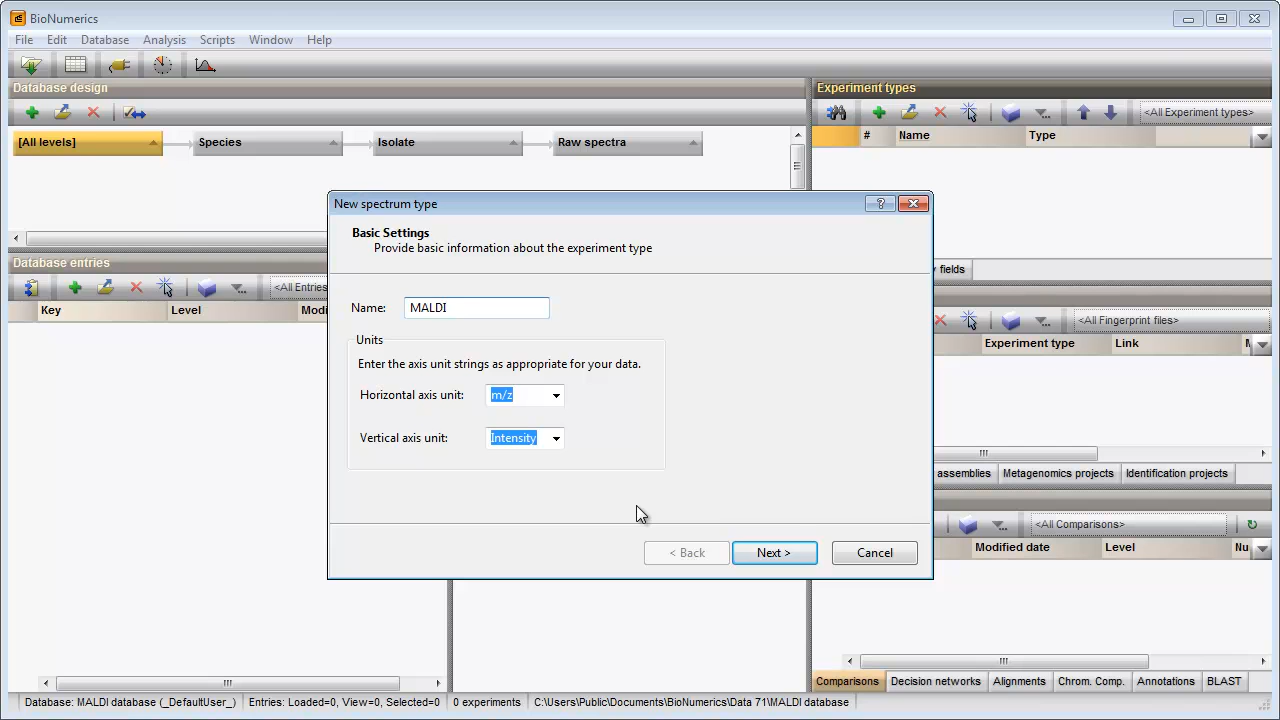 BioNumerics
File Edit Database Analysis Scripts Window Help
Database design
[All levels] Species Isolate Raw spectra
Database entries
<All Entries
Key Level Modi
Experiment types
<All Experiment types>
# Name Type
fields
<All Fingerprint files>
Experiment type Link
assemblies Metagenomics projects Identification projects
<All Comparisons>
Modified date Level Nu
Comparisons Decision networks Alignments Chrom. Comp. Annotations BLAST
New spectrum type
Basic Settings
Provide basic information about the experiment type
Name: MALDI
Units
Enter the axis unit strings as appropriate for your data.
Horizontal axis unit: m/z
Vertical axis unit: Intensity
< Back Next > Cancel
Database: MALDI database (_DefaultUser_) Entries: Loaded=0, View=0, Selected=0 0 experiments C:\Users\Public\Documents\BioNumerics\Data 71\MALDI database